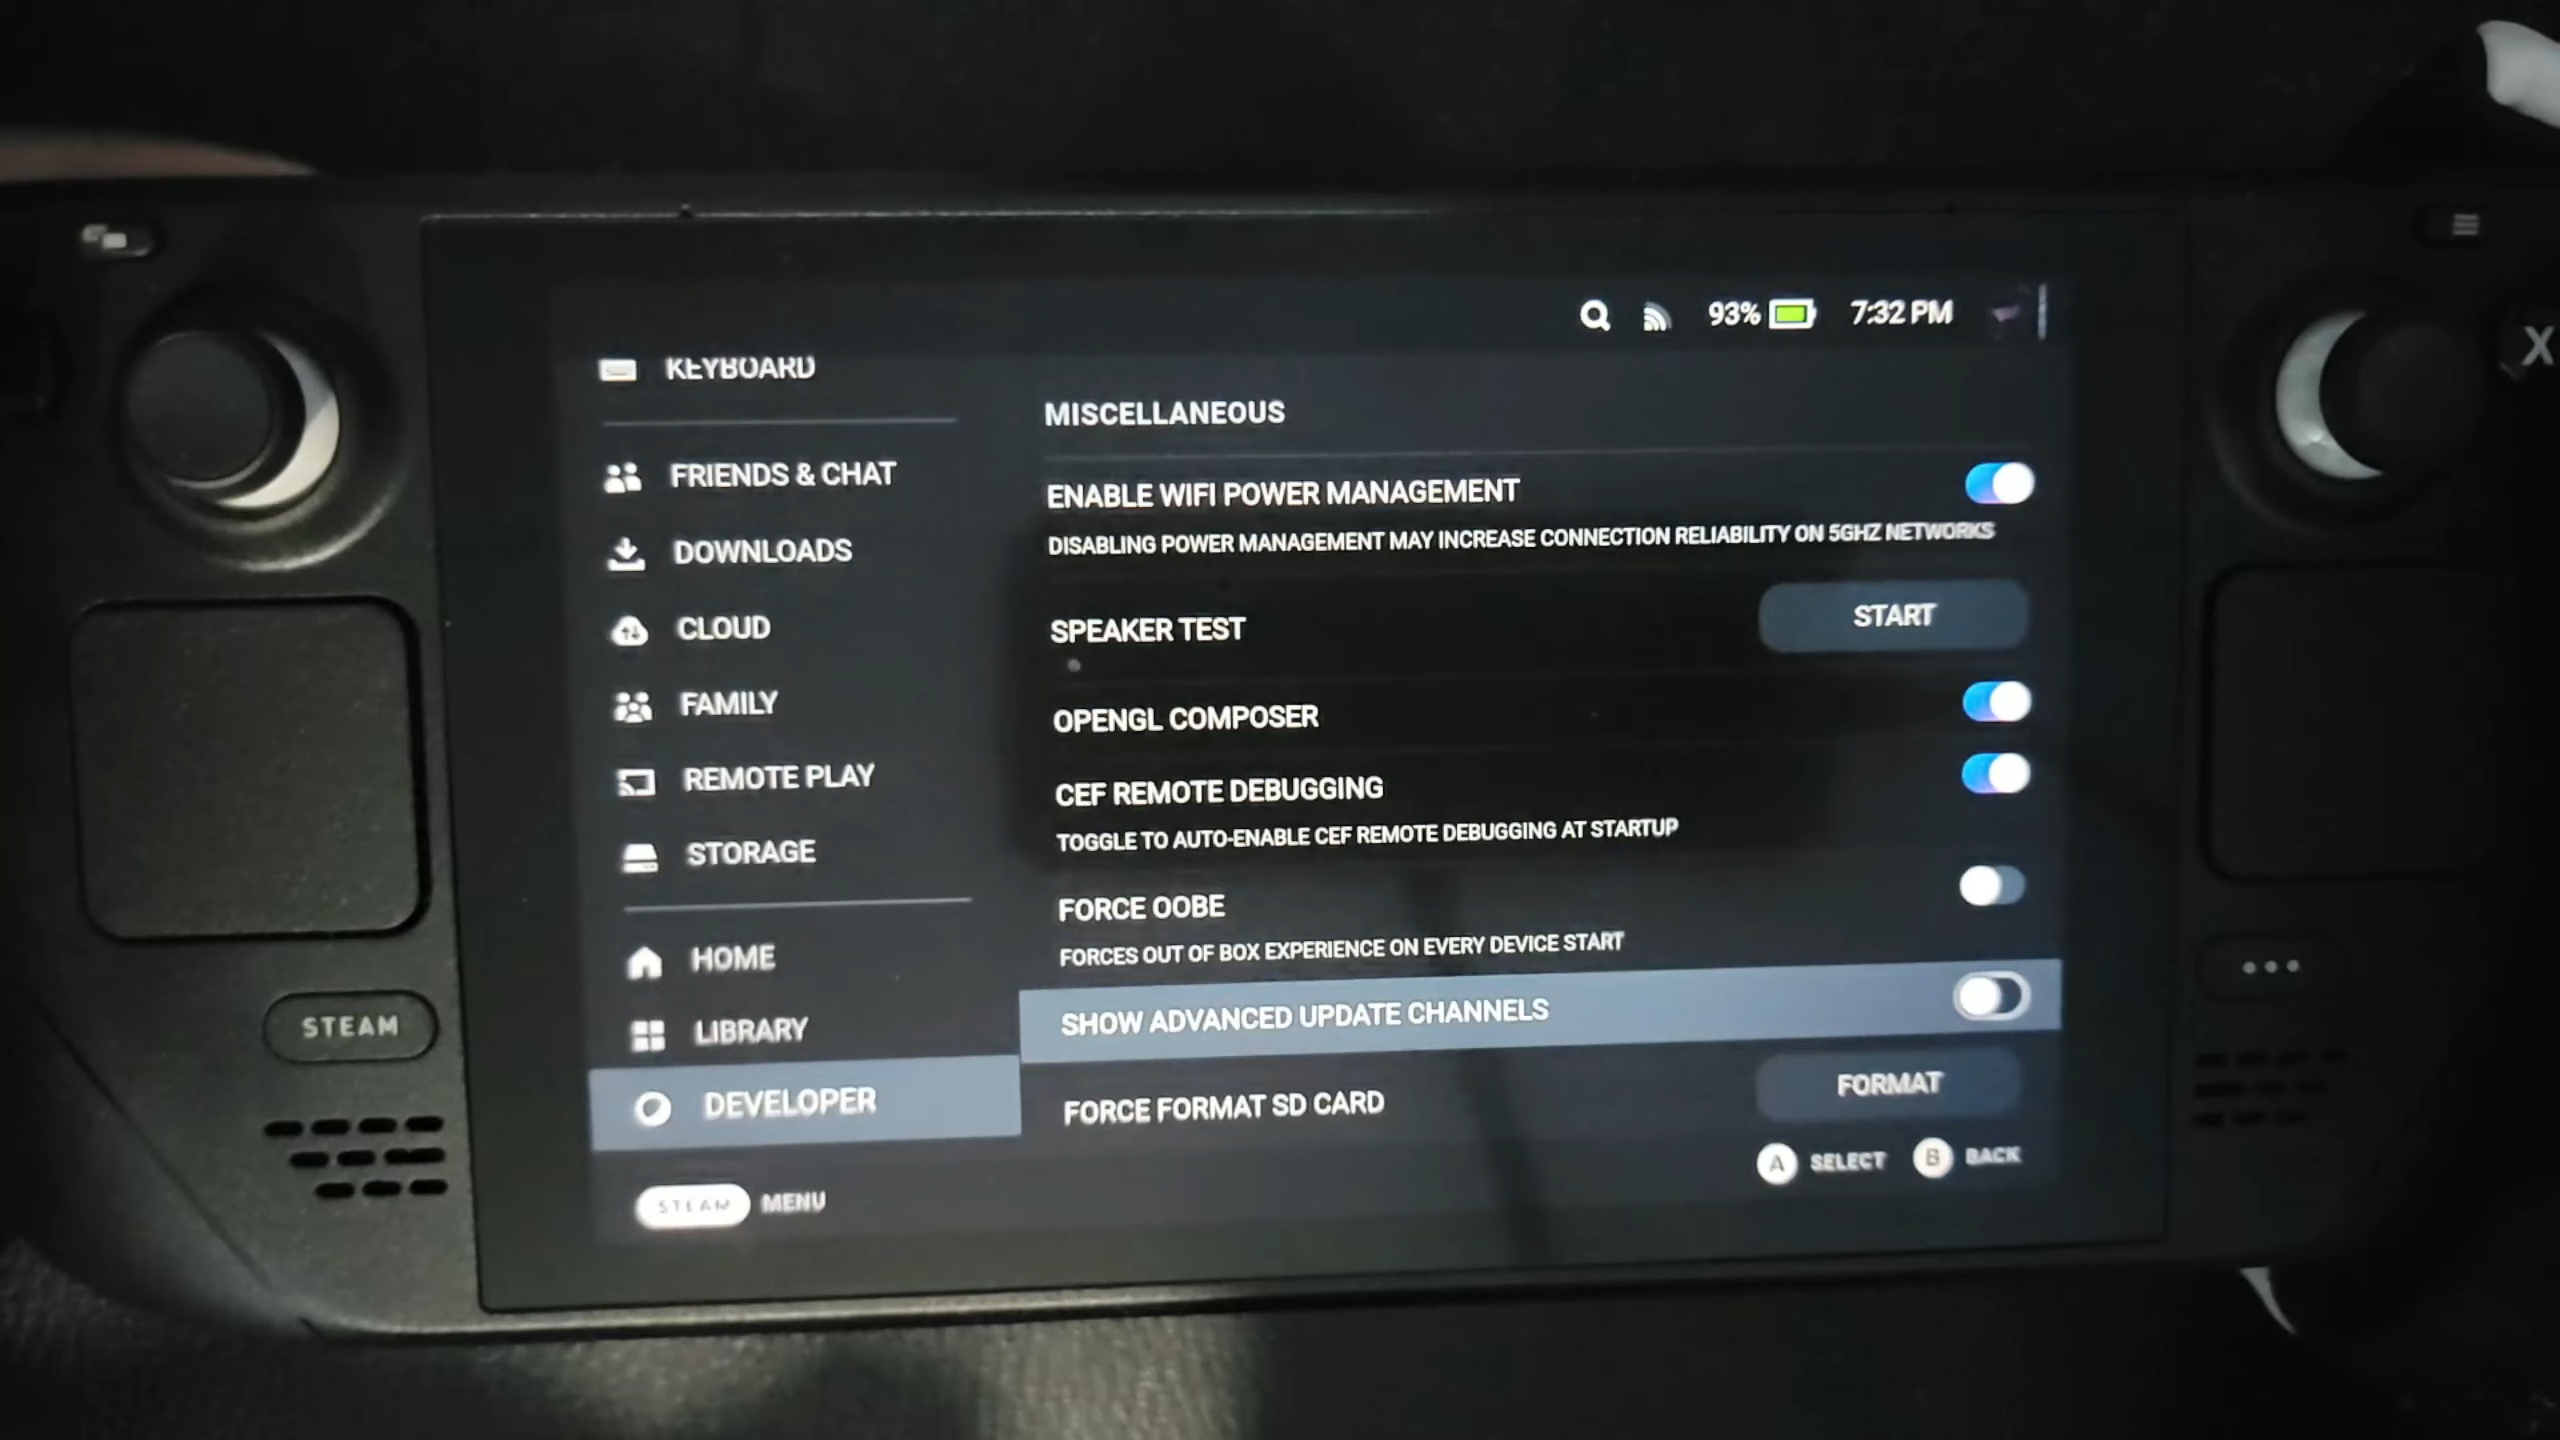 93% 7:32 PM
KEYBOARD
FRIENDS & CHAT
DOWNLOADS
CLOUD
FAMILY
REMOTE PLAY
STORAGE
HOME
LIBRARY
DEVELOPER
MISCELLANEOUS
ENABLE WIFI POWER MANAGEMENT
DISABLING POWER MANAGEMENT MAY INCREASE CONNECTION RELIABILITY ON 5GHZ NETWORKS
SPEAKER TEST START
OPENGL COMPOSER
CEF REMOTE DEBUGGING
TOGGLE TO AUTO-ENABLE CEF REMOTE DEBUGGING AT STARTUP
FORCE OOBE
FORCES OUT OF BOX EXPERIENCE ON EVERY DEVICE START
SHOW ADVANCED UPDATE CHANNELS
FORCE FORMAT SD CARD FORMAT
STEAM MENU
A SELECT B BACK
STEAM
X